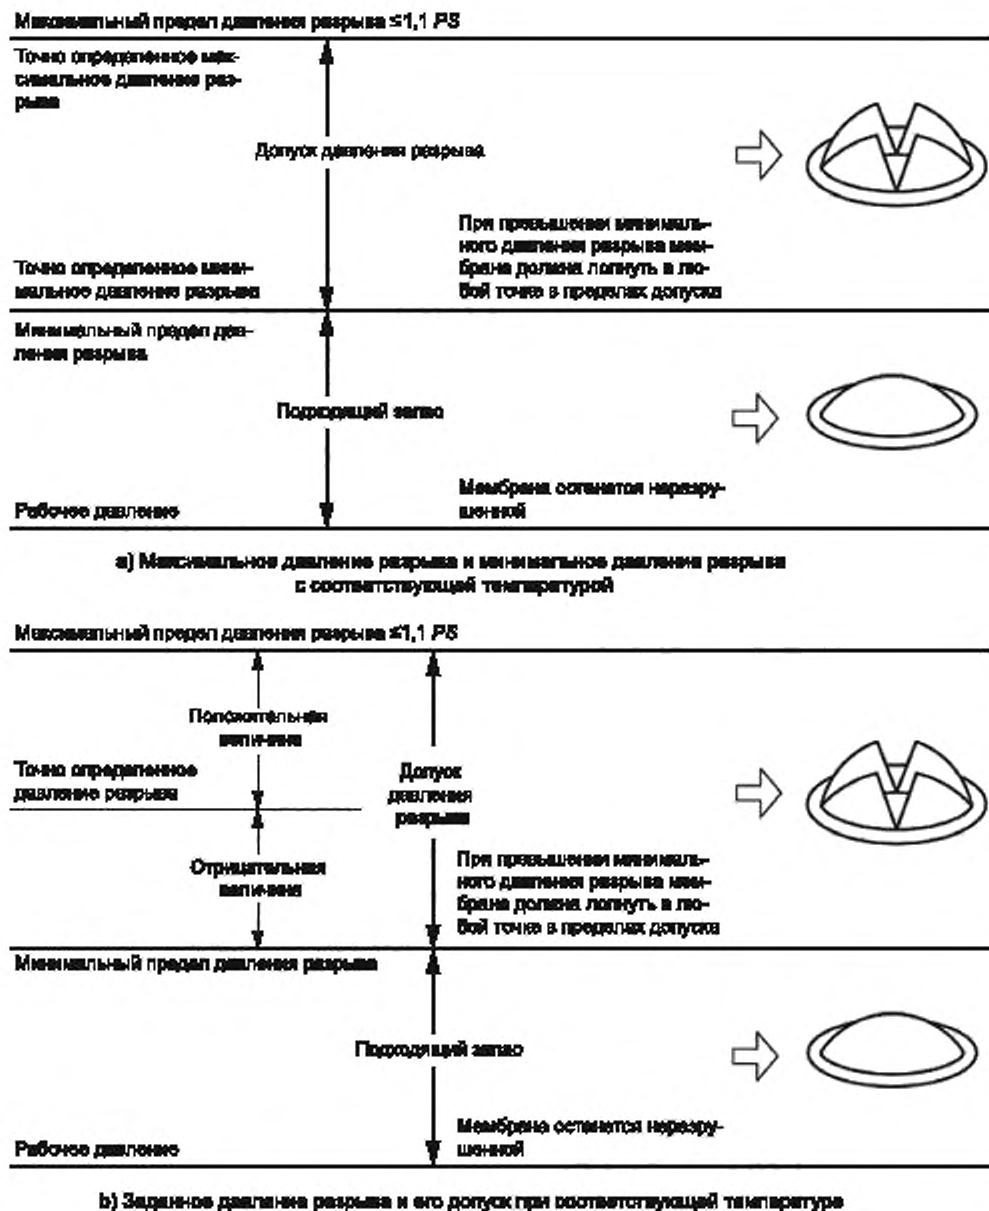 Максимальный предел давления разрыва ≤1,1 PS
Точно определенное мак-
симальное давление раз-
рыва
Допуск давления разрыва
При превышении минималь-
ного давления разрыва мем-
брана должна лопнуть в лю-
бой точке в пределах допуска
Точно определенное мини-
мальное давление разрыва
Минимальный предел дав-
ления разрыва
Подходящий запас
Мембрана останется неразру-
шенной
Рабочее давление
a) Максимальное давление разрыва и минимальное давление разрыва
с соответствующей температурой
Максимальный предел давления разрыва ≤1,1 PS
Положительная
величина
Точно определенное
давление разрыва
Допуск
давления
разрыва
Отрицательная
величина
При превышении минималь-
ного давления разрыва мем-
брана должна лопнуть в лю-
бой точке в пределах допуска
Минимальный предел давления разрыва
Подходящий запас
Мембрана останется неразру-
шенной
Рабочее давление
b) Заданное давление разрыва и его допуск при соответствующей температуре